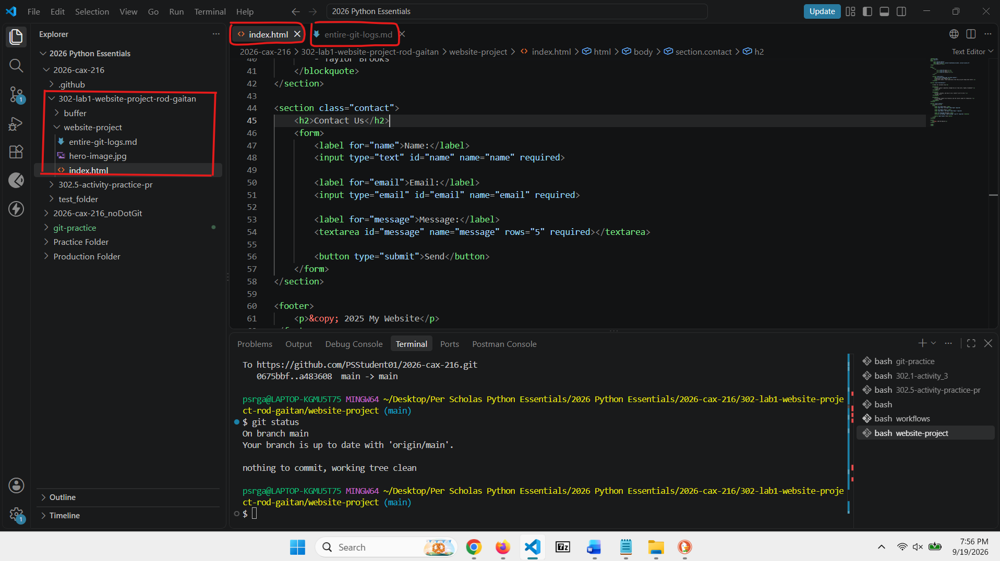 File Edit Selection View Go Run Terminal Help
2026 Python Essentials
Update
Explorer
2026 Python Essentials
2026-cax-216
.github
302-lab1-website-project-rod-gaitan
buffer
website-project
entire-git-logs.md
hero-image.jpg
index.html
302.5-activity-practice-pr
test_folder
2026-cax-216_noDotGit
git-practice
Practice Folder
Production Folder
Outline
Timeline
1
1
index.html
entire-git-logs.md
2026-cax-216 > 302-lab1-website-project-rod-gaitan > website-project > index.html > html > body > section.contact > h2
Text Editor
40 - Taylor Brooks
41 </blockquote>
42 </section>
43
44 <section class="contact">
45 <h2>Contact Us</h2>
46 <form>
47 <label for="name">Name:</label>
48 <input type="text" id="name" name="name" required>
49
50 <label for="email">Email:</label>
51 <input type="email" id="email" name="email" required>
52
53 <label for="message">Message:</label>
54 <textarea id="message" name="message" rows="5" required></textarea>
55
56 <button type="submit">Send</button>
57 </form>
58 </section>
59
60 <footer>
61 <p>&copy; 2025 My Website</p>
Problems Output Debug Console Terminal Ports Postman Console
To https://github.com/PSStudent01/2026-cax-216.git
0675bbf..a483608 main -> main
psrga@LAPTOP-KGMU5T75 MINGW64 ~/Desktop/Per Scholas Python Essentials/2026 Python Essentials/2026-cax-216/302-lab1-website-proje
ct-rod-gaitan/website-project (main)
$ git status
On branch main
Your branch is up to date with 'origin/main'.
nothing to commit, working tree clean
psrga@LAPTOP-KGMU5T75 MINGW64 ~/Desktop/Per Scholas Python Essentials/2026 Python Essentials/2026-cax-216/302-lab1-website-proje
ct-rod-gaitan/website-project (main)
$
bash git-practice
bash 302.1-activity_3
bash 302.5-activity-practice-pr
bash
bash workflows
bash website-project
Search
7z
W
7:56 PM
9/19/2026